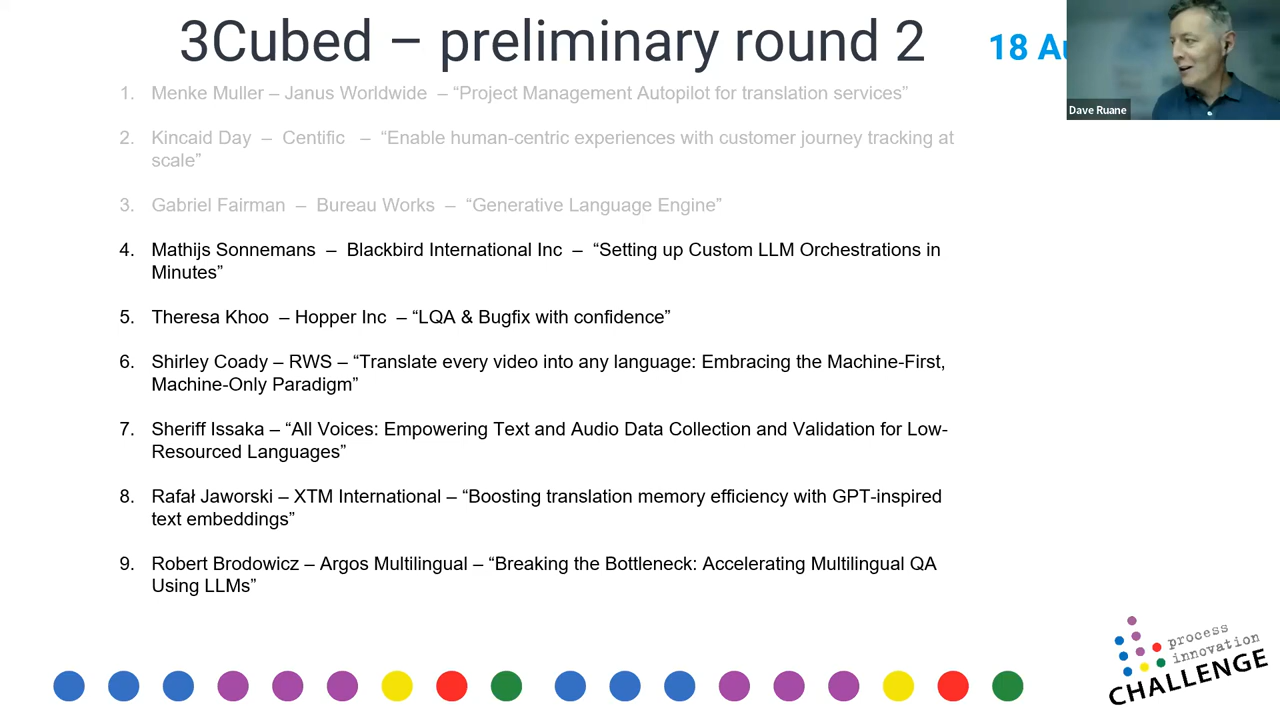 3Cubed – preliminary round 2
18 Au
Dave Ruane
1. Menke Muller – Janus Worldwide – “Project Management Autopilot for translation services”
2. Kincaid Day – Centific – “Enable human-centric experiences with customer journey tracking at
scale”
3. Gabriel Fairman – Bureau Works – “Generative Language Engine”
4. Mathijs Sonnemans – Blackbird International Inc – “Setting up Custom LLM Orchestrations in
Minutes”
5. Theresa Khoo – Hopper Inc – “LQA & Bugfix with confidence”
6. Shirley Coady – RWS – “Translate every video into any language: Embracing the Machine-First,
Machine-Only Paradigm”
7. Sheriff Issaka – “All Voices: Empowering Text and Audio Data Collection and Validation for Low-
Resourced Languages”
8. Rafał Jaworski – XTM International – “Boosting translation memory efficiency with GPT-inspired
text embeddings”
9. Robert Brodowicz – Argos Multilingual – “Breaking the Bottleneck: Accelerating Multilingual QA
Using LLMs”
process
innovation
CHALLENGE